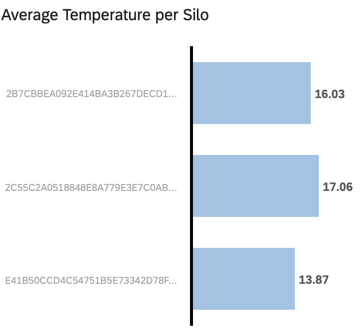 Average Temperature per Silo
2B7CBBEA092E414BA3B267DECD1...
16.03
2C55C2A0518848E8A779E3E7C0AB...
17.06
E41B50CCD4C54751B5E73342D78F...
13.87